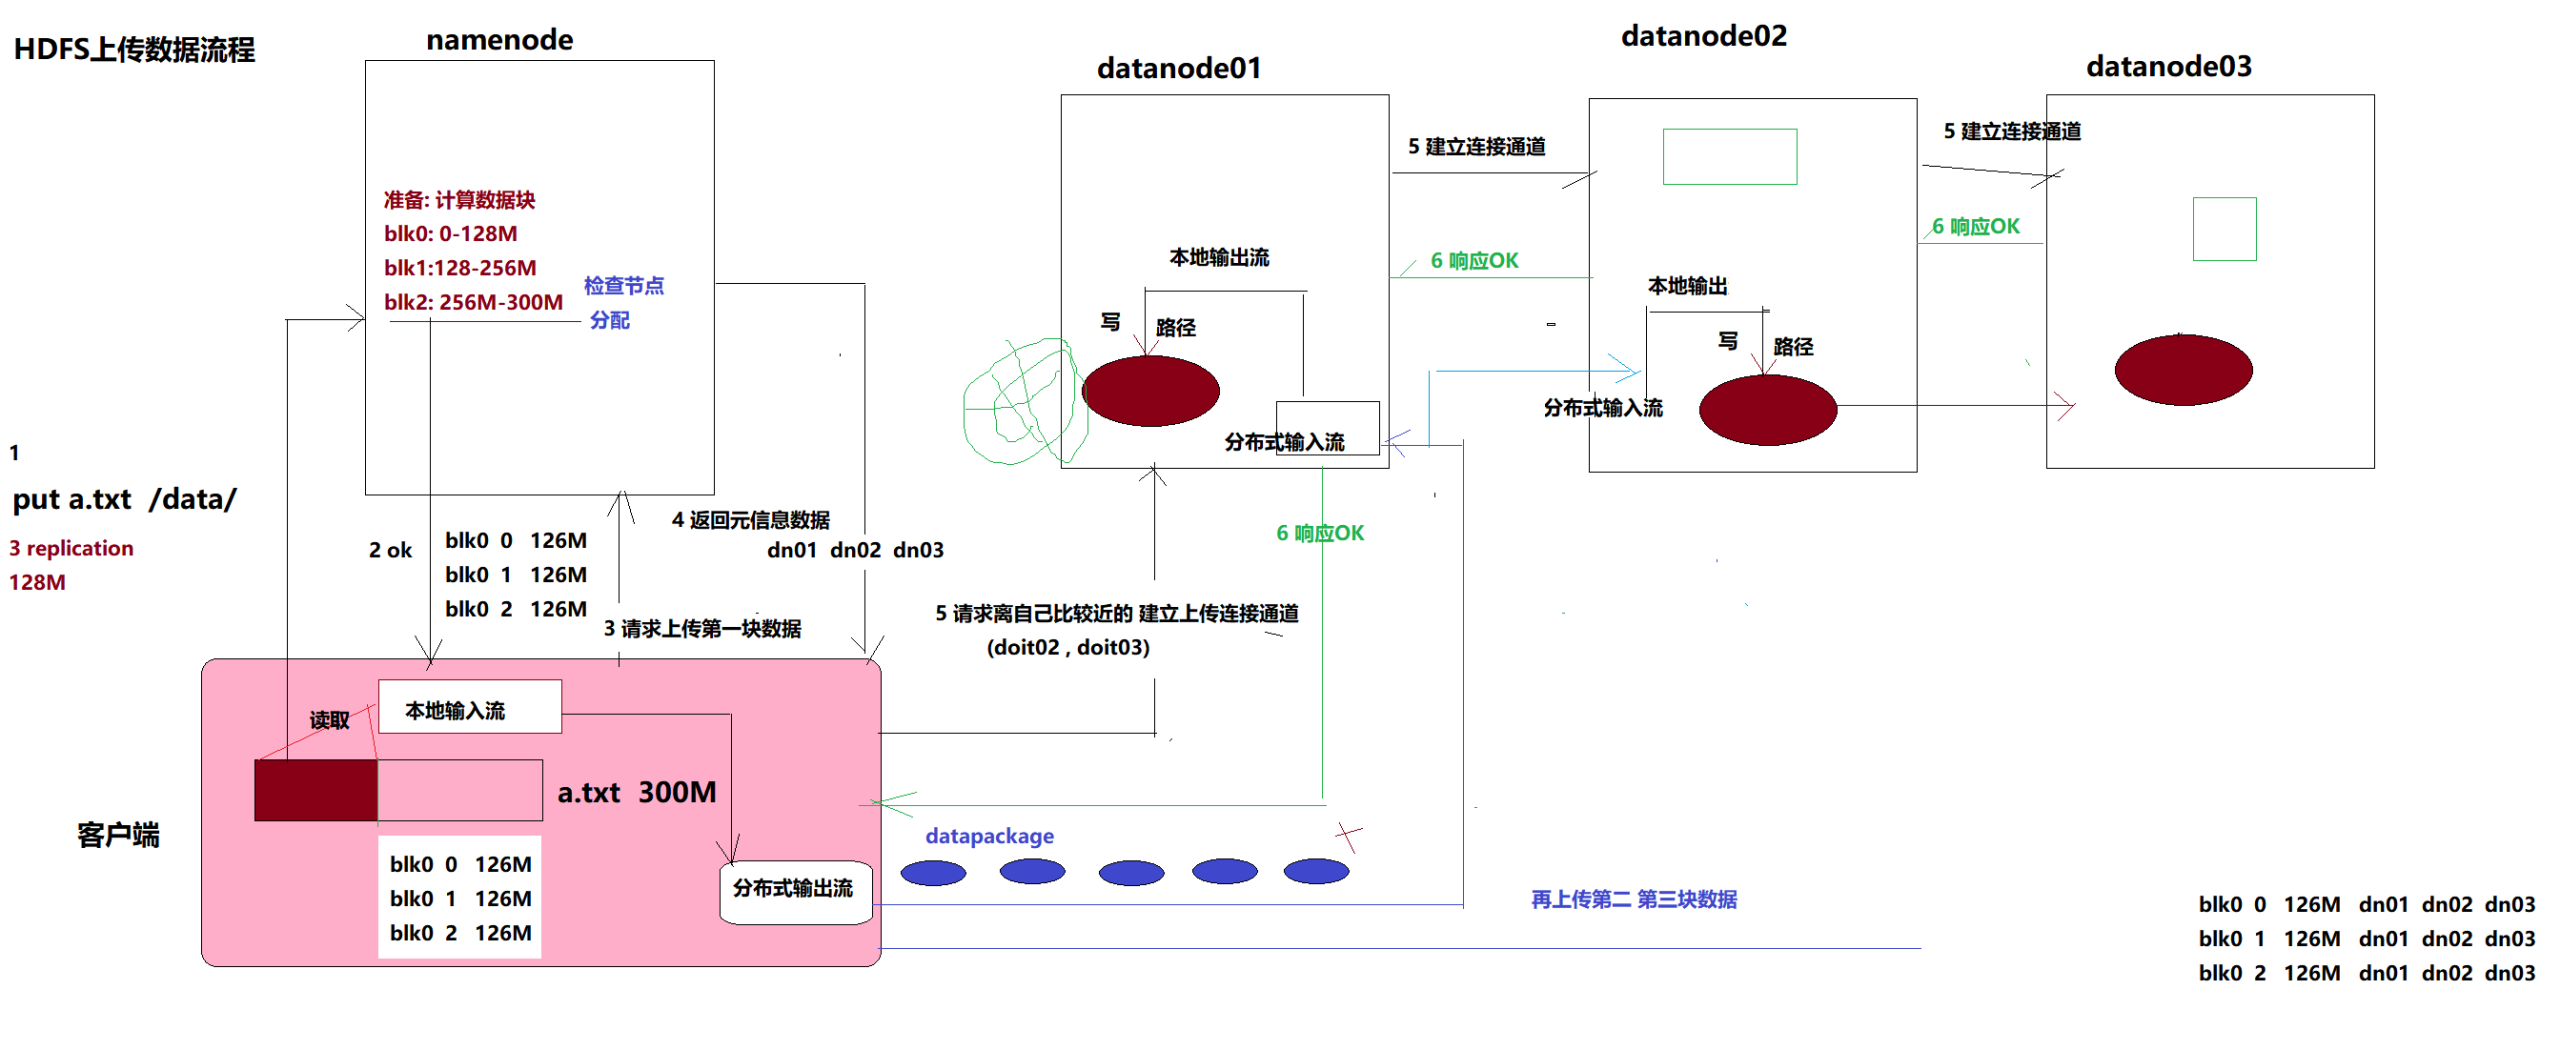 HDFS上传数据流程
namenode
datanode01
datanode02
datanode03
准备: 计算数据块
blk0: 0-128M
blk1:128-256M
blk2: 256M-300M
检查节点
分配
5 建立连接通道
5 建立连接通道
6 响应OK
6 响应OK
本地输出流
写
路径
分布式输入流
本地输出
写
路径
分布式输入流
1
put a.txt  /data/
3 replication
128M
2 ok
blk0  0   126M
blk0  1   126M
blk0  2   126M
4 返回元信息数据
dn01  dn02  dn03
3 请求上传第一块数据
6 响应OK
5 请求离自己比较近的 建立上传连接通道
(doit02 , doit03)
读取
本地输入流
a.txt  300M
客户端
blk0  0   126M
blk0  1   126M
blk0  2   126M
分布式输出流
datapackage
再上传第二 第三块数据
blk0  0   126M   dn01  dn02  dn03
blk0  1   126M   dn01  dn02  dn03
blk0  2   126M   dn01  dn02  dn03